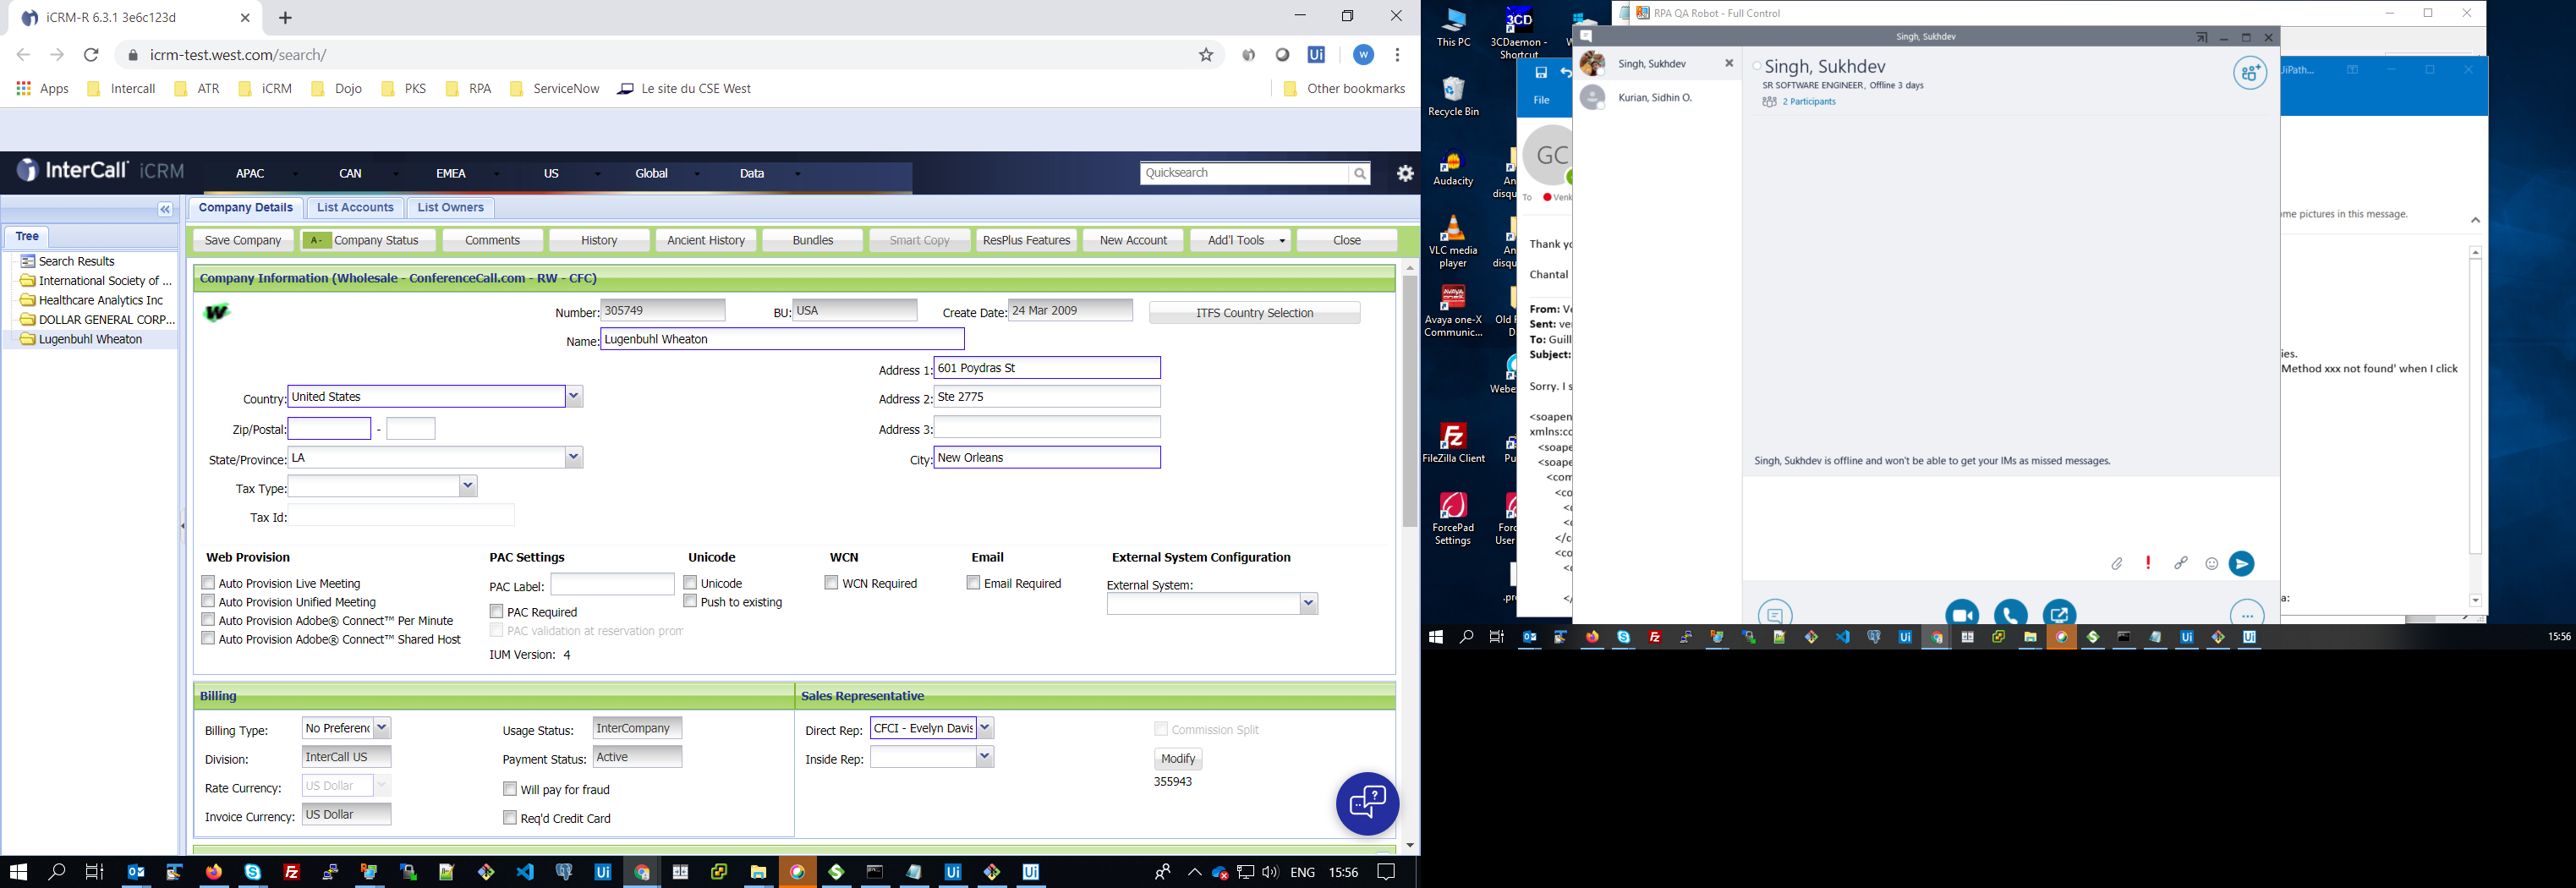 iCRM-R 6.3.1 3e6c123d
icrm-test.west.com/search/
Apps Intercall ATR iCRM Dojo PKS RPA ServiceNow Le site du CSE West Other bookmarks
InterCall iCRM
APAC CAN EMEA US Global Data
Quicksearch
Company Details List Accounts List Owners
Tree
Search Results
International Society of ...
Healthcare Analytics Inc
DOLLAR GENERAL CORP...
Lugenbuhl Wheaton
Save Company A - Company Status Comments History Ancient History Bundles Smart Copy ResPlus Features New Account Add'l Tools Close
Company Information (Wholesale - ConferenceCall.com - RW - CFC)
Number: 305749 BU: USA Create Date: 24 Mar 2009 ITFS Country Selection
Name: Lugenbuhl Wheaton
Address 1: 601 Poydras St
Country: United States Address 2: Ste 2775
Zip/Postal: - Address 3:
State/Province: LA City: New Orleans
Tax Type:
Tax Id:
Web Provision PAC Settings Unicode WCN Email External System Configuration
Auto Provision Live Meeting PAC Label: Unicode WCN Required Email Required External System:
Auto Provision Unified Meeting Push to existing
Auto Provision Adobe® Connect™ Per Minute PAC Required
Auto Provision Adobe® Connect™ Shared Host PAC validation at reservation prom
IUM Version: 4
Billing Sales Representative
Billing Type: No Preferenc Usage Status: InterCompany Direct Rep: CFCI - Evelyn Davis Commission Split
Division: InterCall US Payment Status: Active Inside Rep: Modify
Rate Currency: US Dollar Will pay for fraud 355943
Invoice Currency: US Dollar Req'd Credit Card
ENG 15:56
This PC
3CDaemon - Shortcut
Recycle Bin
Audacity
VLC media player
Avaya one-X Communic...
FileZilla Client
ForcePad Settings
RPA QA Robot - Full Control
UiPath...
File
GC
To
Thank yo
Chantal
From: Ve
Sent: ven
To: Guill
Subject:
Sorry. I s
<soapen
xmlns:co
<soape
<soape
<com
<co
</co
<co
</
Singh, Sukhdev
Singh, Sukhdev
Kurian, Sidhin O.
Singh, Sukhdev
SR SOFTWARE ENGINEER, Offline 3 days
2 Participants
Singh, Sukhdev is offline and won't be able to get your IMs as missed messages.
ome pictures in this message.
ies.
Method xxx not found' when I click
a:
15:56